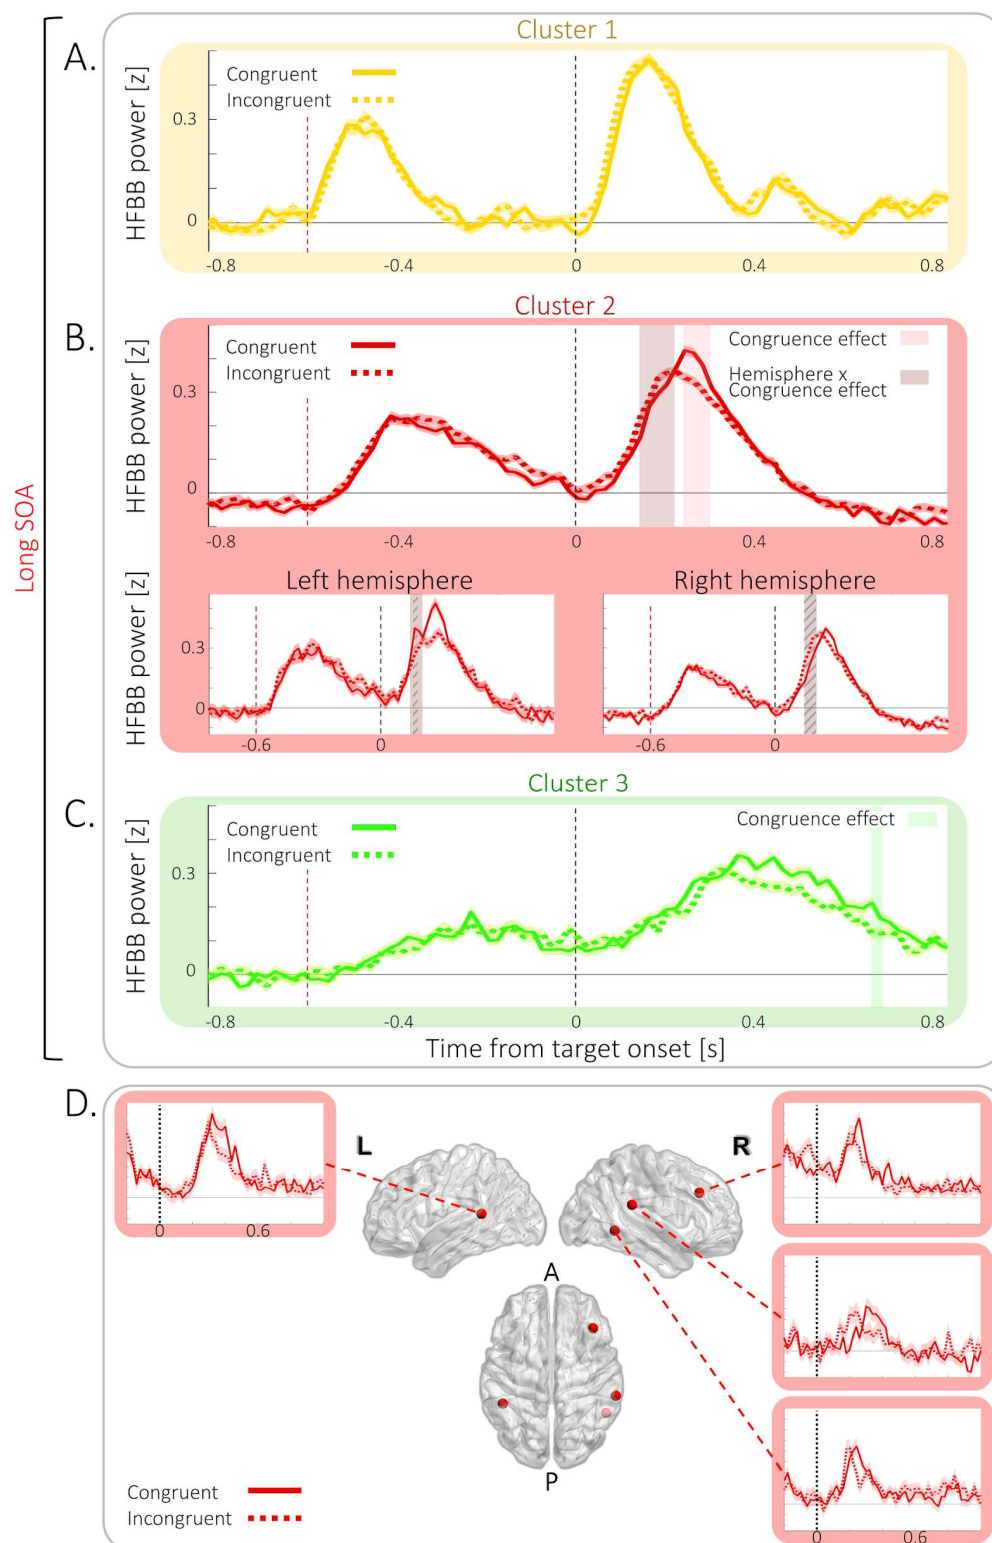 Long SOA
A.
Cluster 1
HFBB power [z]
Congruent
Incongruent
0.3
0
-0.8
-0.4
0
0.4
0.8
B.
Cluster 2
HFBB power [z]
Congruent
Incongruent
Congruence effect
Hemisphere x
Congruence effect
0.3
0
-0.8
-0.4
0
0.4
0.8
Left hemisphere
Right hemisphere
HFBB power [z]
0.3
0
-0.6
0
-0.6
0
C.
Cluster 3
HFBB power [z]
Congruent
Incongruent
Congruence effect
0.3
0
-0.8
-0.4
0
0.4
0.8
Time from target onset [s]
D.
0
0.6
L
R
A
P
0
0.6
Congruent
Incongruent